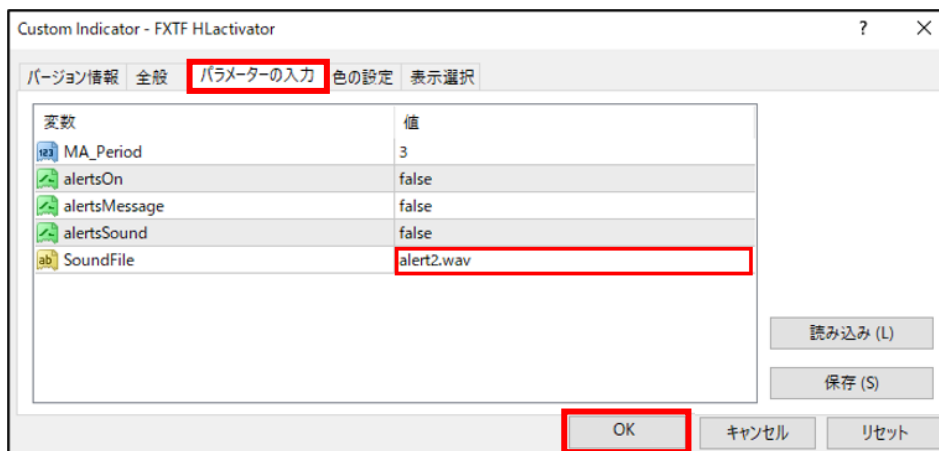 Custom Indicator - FXTF HLactivator
バージョン情報 全般 パラメーターの入力 色の設定 表示選択
変数 値
123 MA_Period 3
alertsOn false
alertsMessage false
alertsSound false
ab SoundFile alert2.wav
読み込み (L)
保存 (S)
OK キャンセル リセット